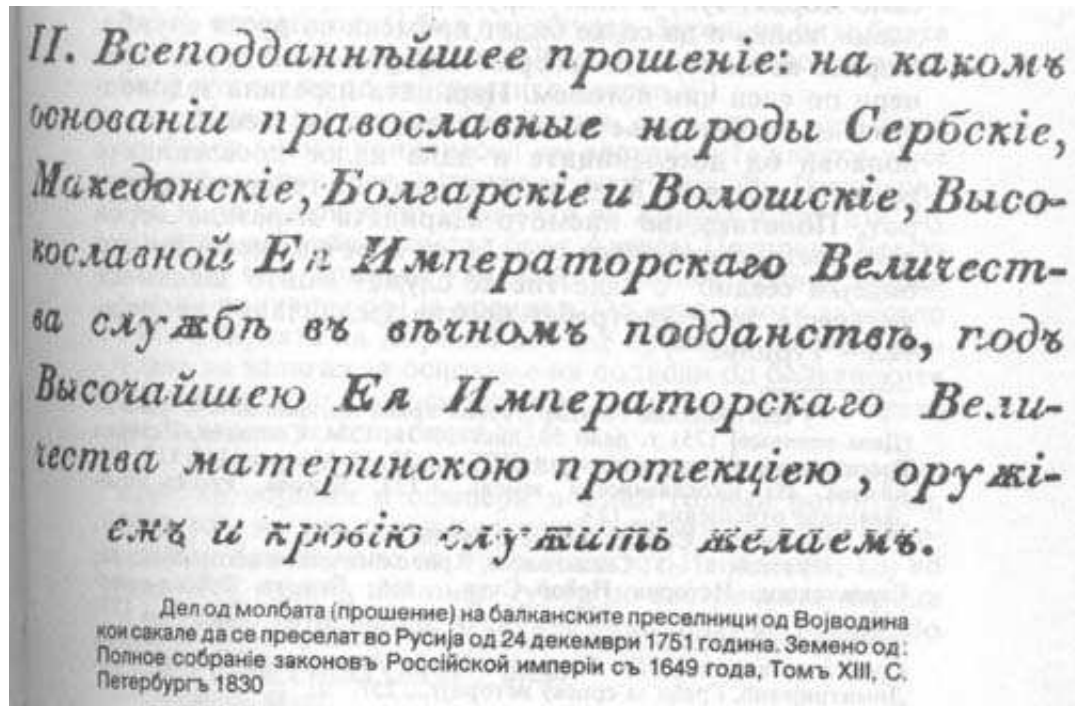 II. Всеподданнѣйшее прошеніе: на какомъ
основаніи православные народы Сербскіе,
Македонскіе, Болгарскіе и Волошскіе, Высо-
кославной Ея Императорскаго Величест-
ва службѣ въ вѣчномъ подданствѣ, подъ
Высочайшею Ея Императорскаго Вели-
чества материнскою протекціею, оружі-
емъ и кровію служить желаемъ.
Дел од молбата (прошение) на балканските преселници од Војводина
кои сакале да се преселат во Русија од 24 декември 1751 година. Земено од:
Полное собраніе законовъ Россійской имперіи съ 1649 года, Томъ XIII, С.
Петербургъ 1830